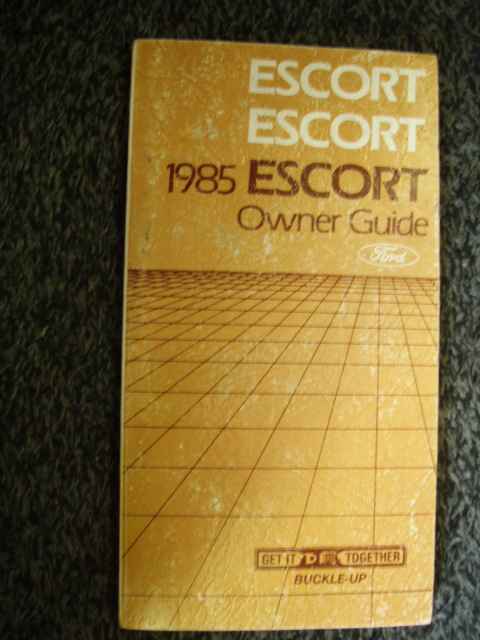 ESCORT
ESCORT
1985 ESCORT
Owner Guide
Ford
GET IT TOGETHER
BUCKLE-UP